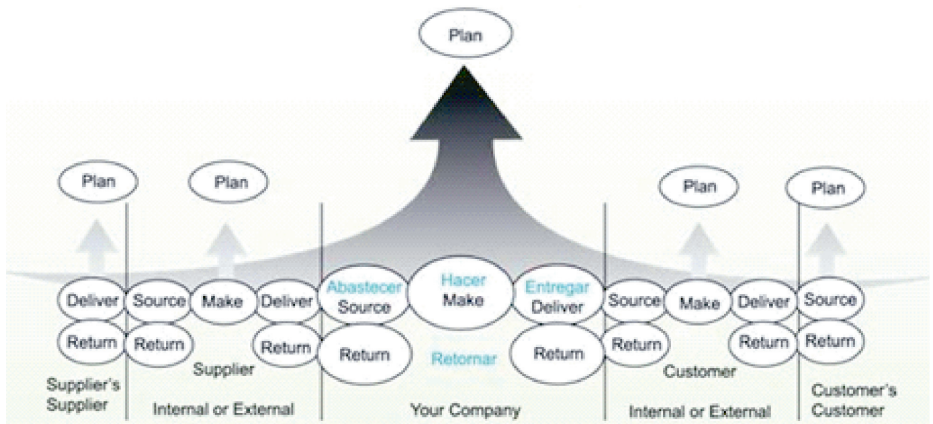 Plan
Plan
Plan
Plan
Plan
Deliver
Source
Make
Deliver
Abastecer
Source
Hacer
Make
Entregar
Deliver
Source
Make
Deliver
Source
Return
Return
Return
Return
Retornar
Return
Return
Return
Return
Supplier
Customer
Supplier's
Supplier
Internal or External
Your Company
Internal or External
Customer's
Customer